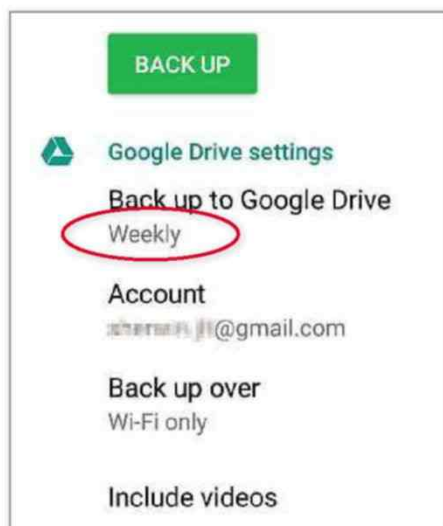 BACK UP
Google Drive settings
Back up to Google Drive
Weekly
Account
@gmail.com
Back up over
Wi-Fi only
Include videos